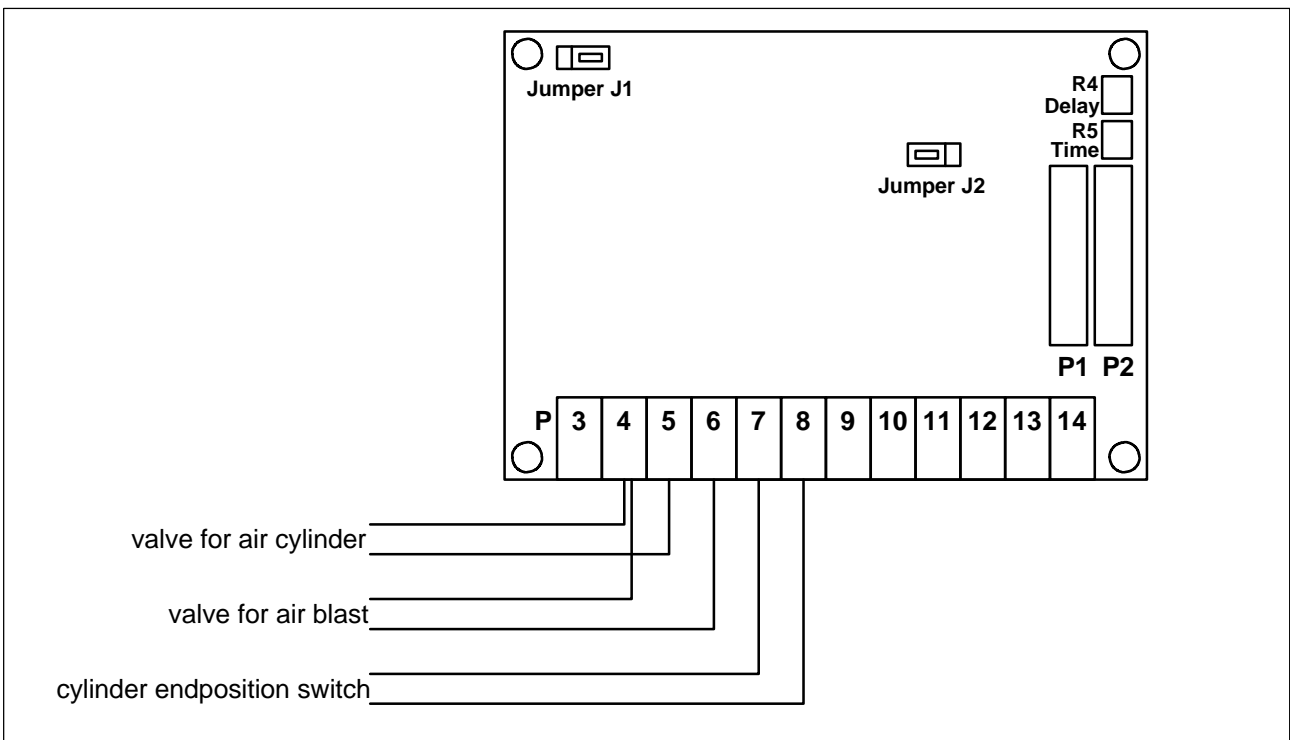 Jumper J1
R4
Delay
R5
Time
Jumper J2
P1 P2
P 3 4 5 6 7 8 9 10 11 12 13 14
valve for air cylinder
valve for air blast
cylinder endposition switch